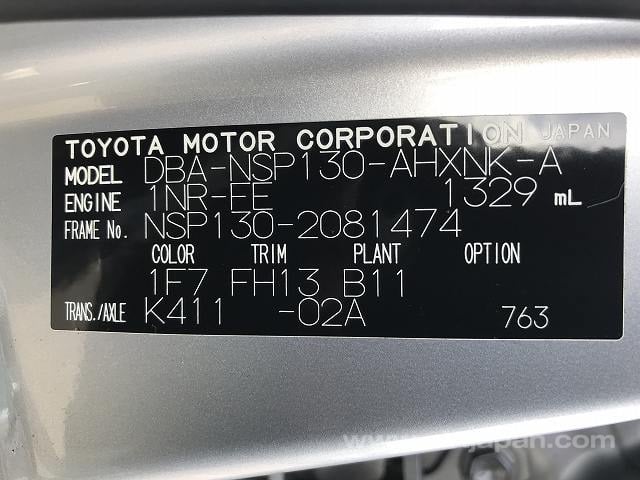 TOYOTA MOTOR CORPORATION JAPAN
MODEL DBA-NSP130-AHXNK-A
ENGINE 1NR-EE 1329 mL
FRAME No. NSP130-2081474
COLOR TRIM PLANT OPTION
1F7 FH13 B11
TRANS./AXLE K411 -02A 763